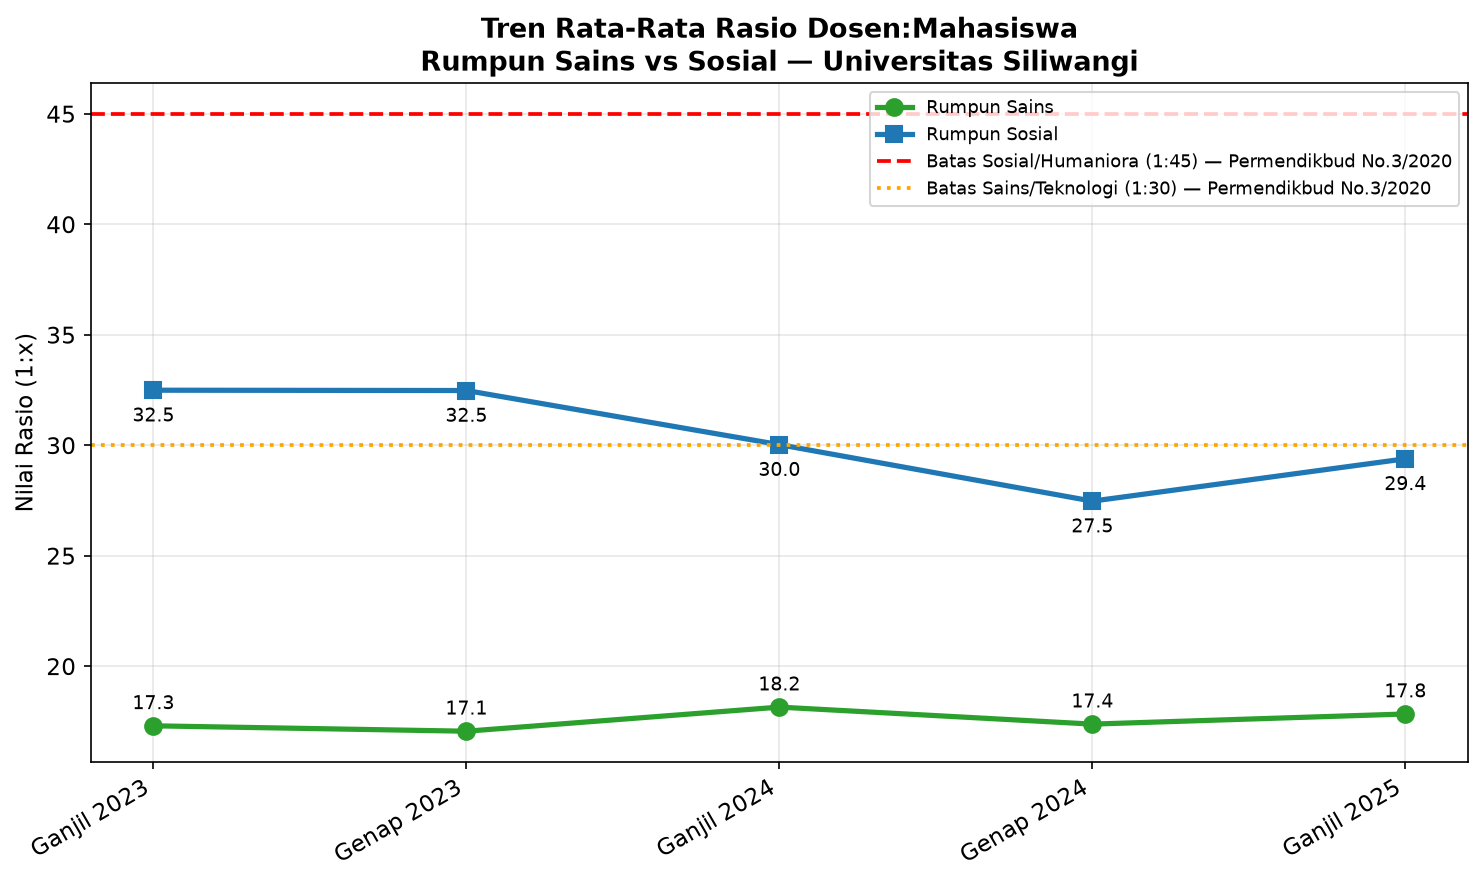 Tren Rata-Rata Rasio Dosen:Mahasiswa
Rumpun Sains vs Sosial — Universitas Siliwangi
Rumpun Sains
Rumpun Sosial
Batas Sosial/Humaniora (1:45) — Permendikbud No.3/2020
Batas Sains/Teknologi (1:30) — Permendikbud No.3/2020
Nilai Rasio (1:x)
45
40
35
30
25
20
32.5
32.5
30.0
27.5
29.4
17.3
17.1
18.2
17.4
17.8
Ganjil 2023
Genap 2023
Ganjil 2024
Genap 2024
Ganjil 2025